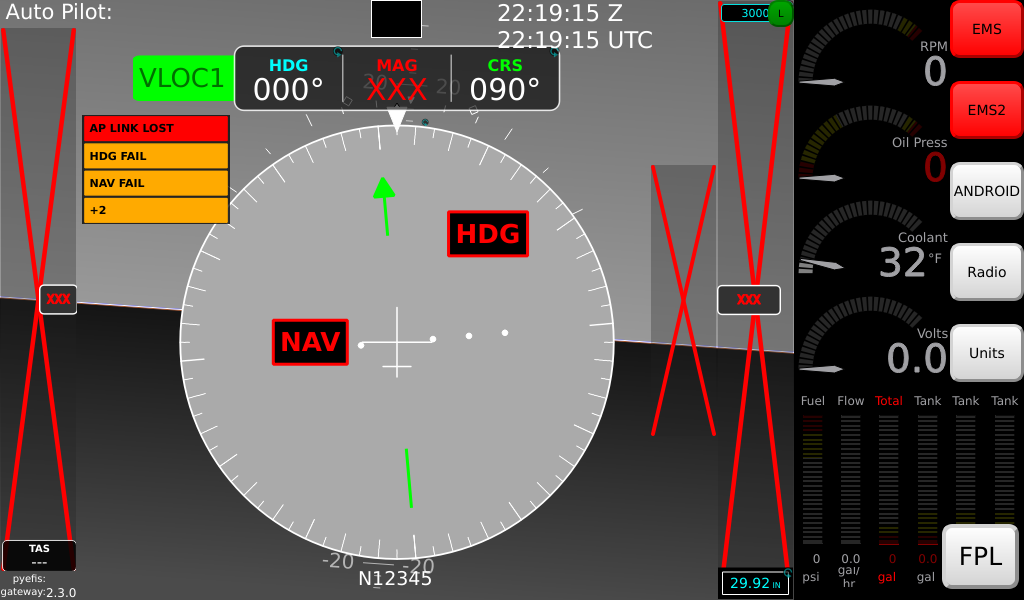 Auto Pilot:
22:19:15 Z
22:19:15 UTC
3000
L
EMS
VLOC1
HDG
MAG
CRS
000°
XXX
090°
20
20
RPM
0
EMS2
AP LINK LOST
HDG FAIL
NAV FAIL
+2
Oil Press
0
ANDROID
HDG
Coolant
32 °F
Radio
XXX
XXX
NAV
Volts
0.0
Units
Fuel Flow Total Tank Tank Tank
TAS
---
-20
-20
N12345
pyefis:
gateway:2.3.0
29.92 IN
0 0.0 0 0.0
psi gal/hr gal gal
FPL